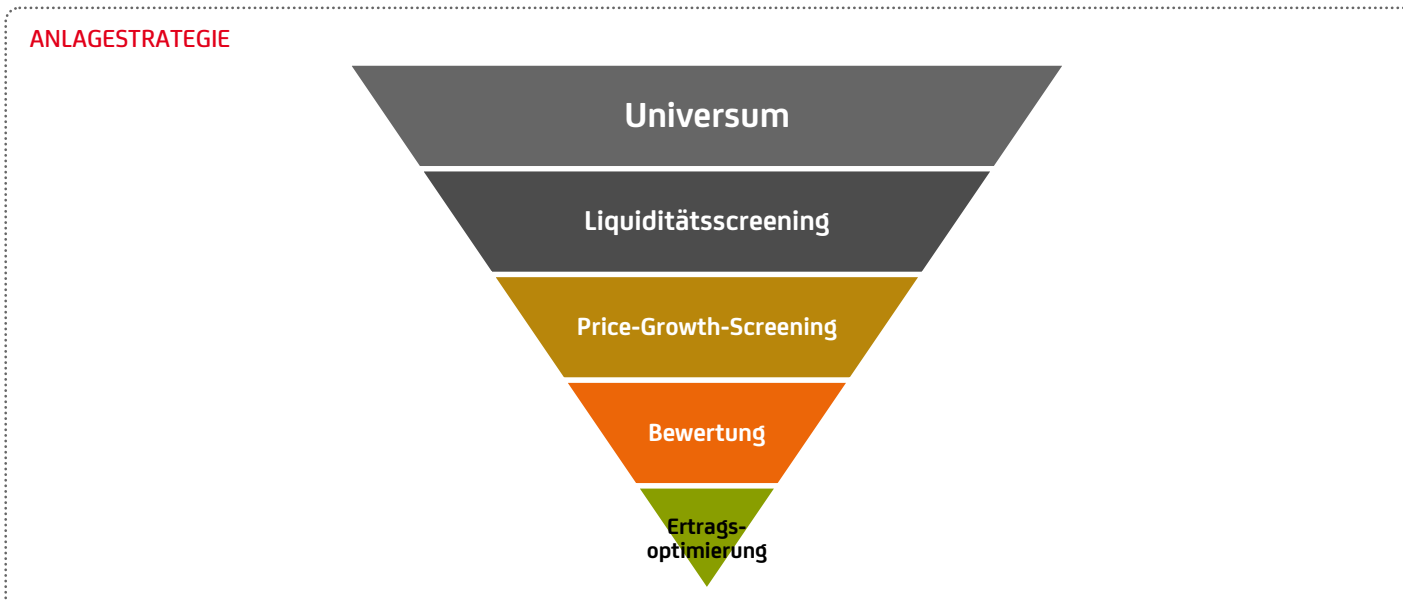 ANLAGESTRATEGIE
Universum
Liquiditätsscreening
Price-Growth-Screening
Bewertung
Ertrags-
optimierung